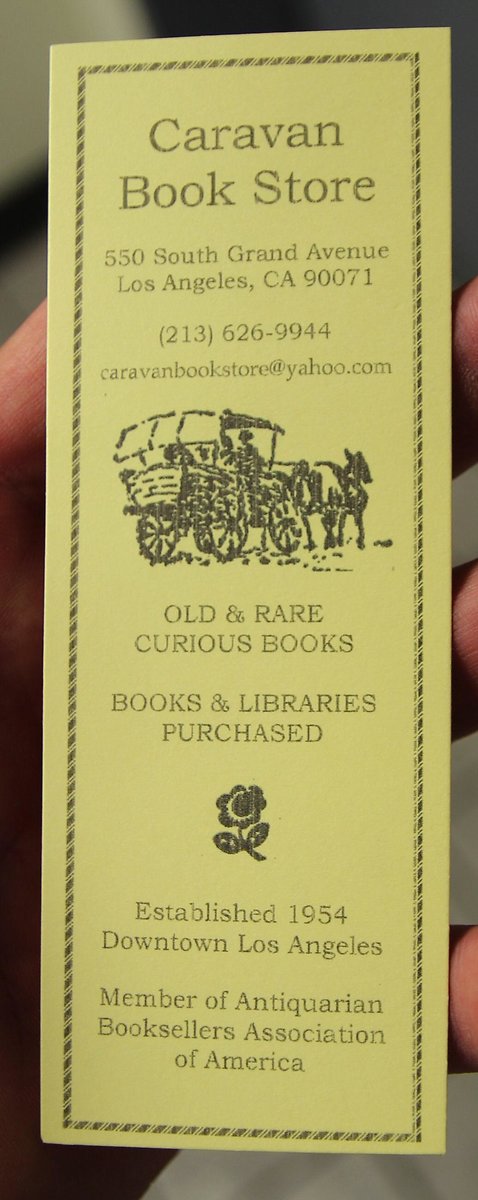 Caravan
Book Store
550 South Grand Avenue
Los Angeles, CA 90071
(213) 626-9944
caravanbookstore@yahoo.com
OLD & RARE
CURIOUS BOOKS
BOOKS & LIBRARIES
PURCHASED
Established 1954
Downtown Los Angeles
Member of Antiquarian
Booksellers Association
of America